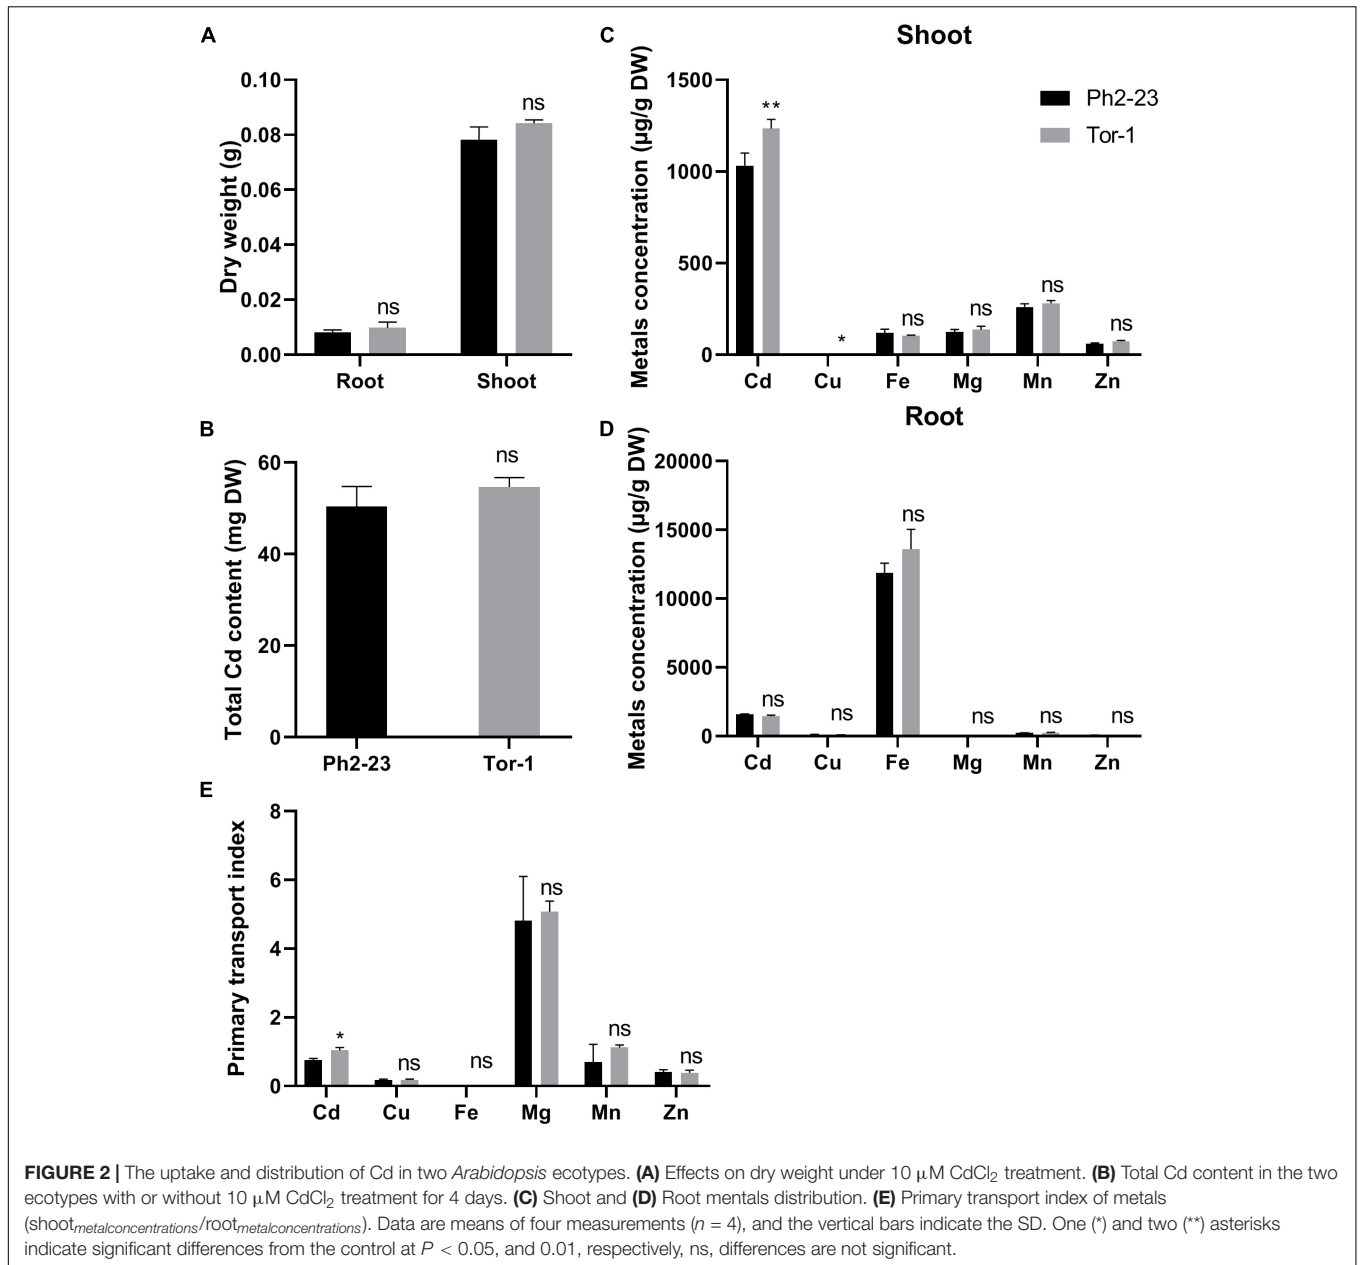 A
Dry weight (g)
0.10
0.08
0.06
0.04
0.02
0.00
ns
ns
Root
Shoot
C
Shoot
Metals concentration (µg/g DW)
1500
1000
500
0
**
*
ns
ns
ns
ns
Cd
Cu
Fe
Mg
Mn
Zn
Ph2-23
Tor-1
B
Total Cd content (mg DW)
60
40
20
0
ns
Ph2-23
Tor-1
D
Root
Metals concentration (µg/g DW)
20000
15000
10000
5000
0
ns
ns
ns
ns
ns
ns
Cd
Cu
Fe
Mg
Mn
Zn
E
Primary transport index
8
6
4
2
0
*
ns
ns
ns
ns
ns
Cd
Cu
Fe
Mg
Mn
Zn
FIGURE 2 | The uptake and distribution of Cd in two Arabidopsis ecotypes. (A) Effects on dry weight under 10 µM CdCl2 treatment. (B) Total Cd content in the two
ecotypes with or without 10 µM CdCl2 treatment for 4 days. (C) Shoot and (D) Root mentals distribution. (E) Primary transport index of metals
(shootmetalconcentrations/rootmetalconcentrations). Data are means of four measurements (n = 4), and the vertical bars indicate the SD. One (*) and two (**) asterisks
indicate significant differences from the control at P < 0.05, and 0.01, respectively, ns, differences are not significant.